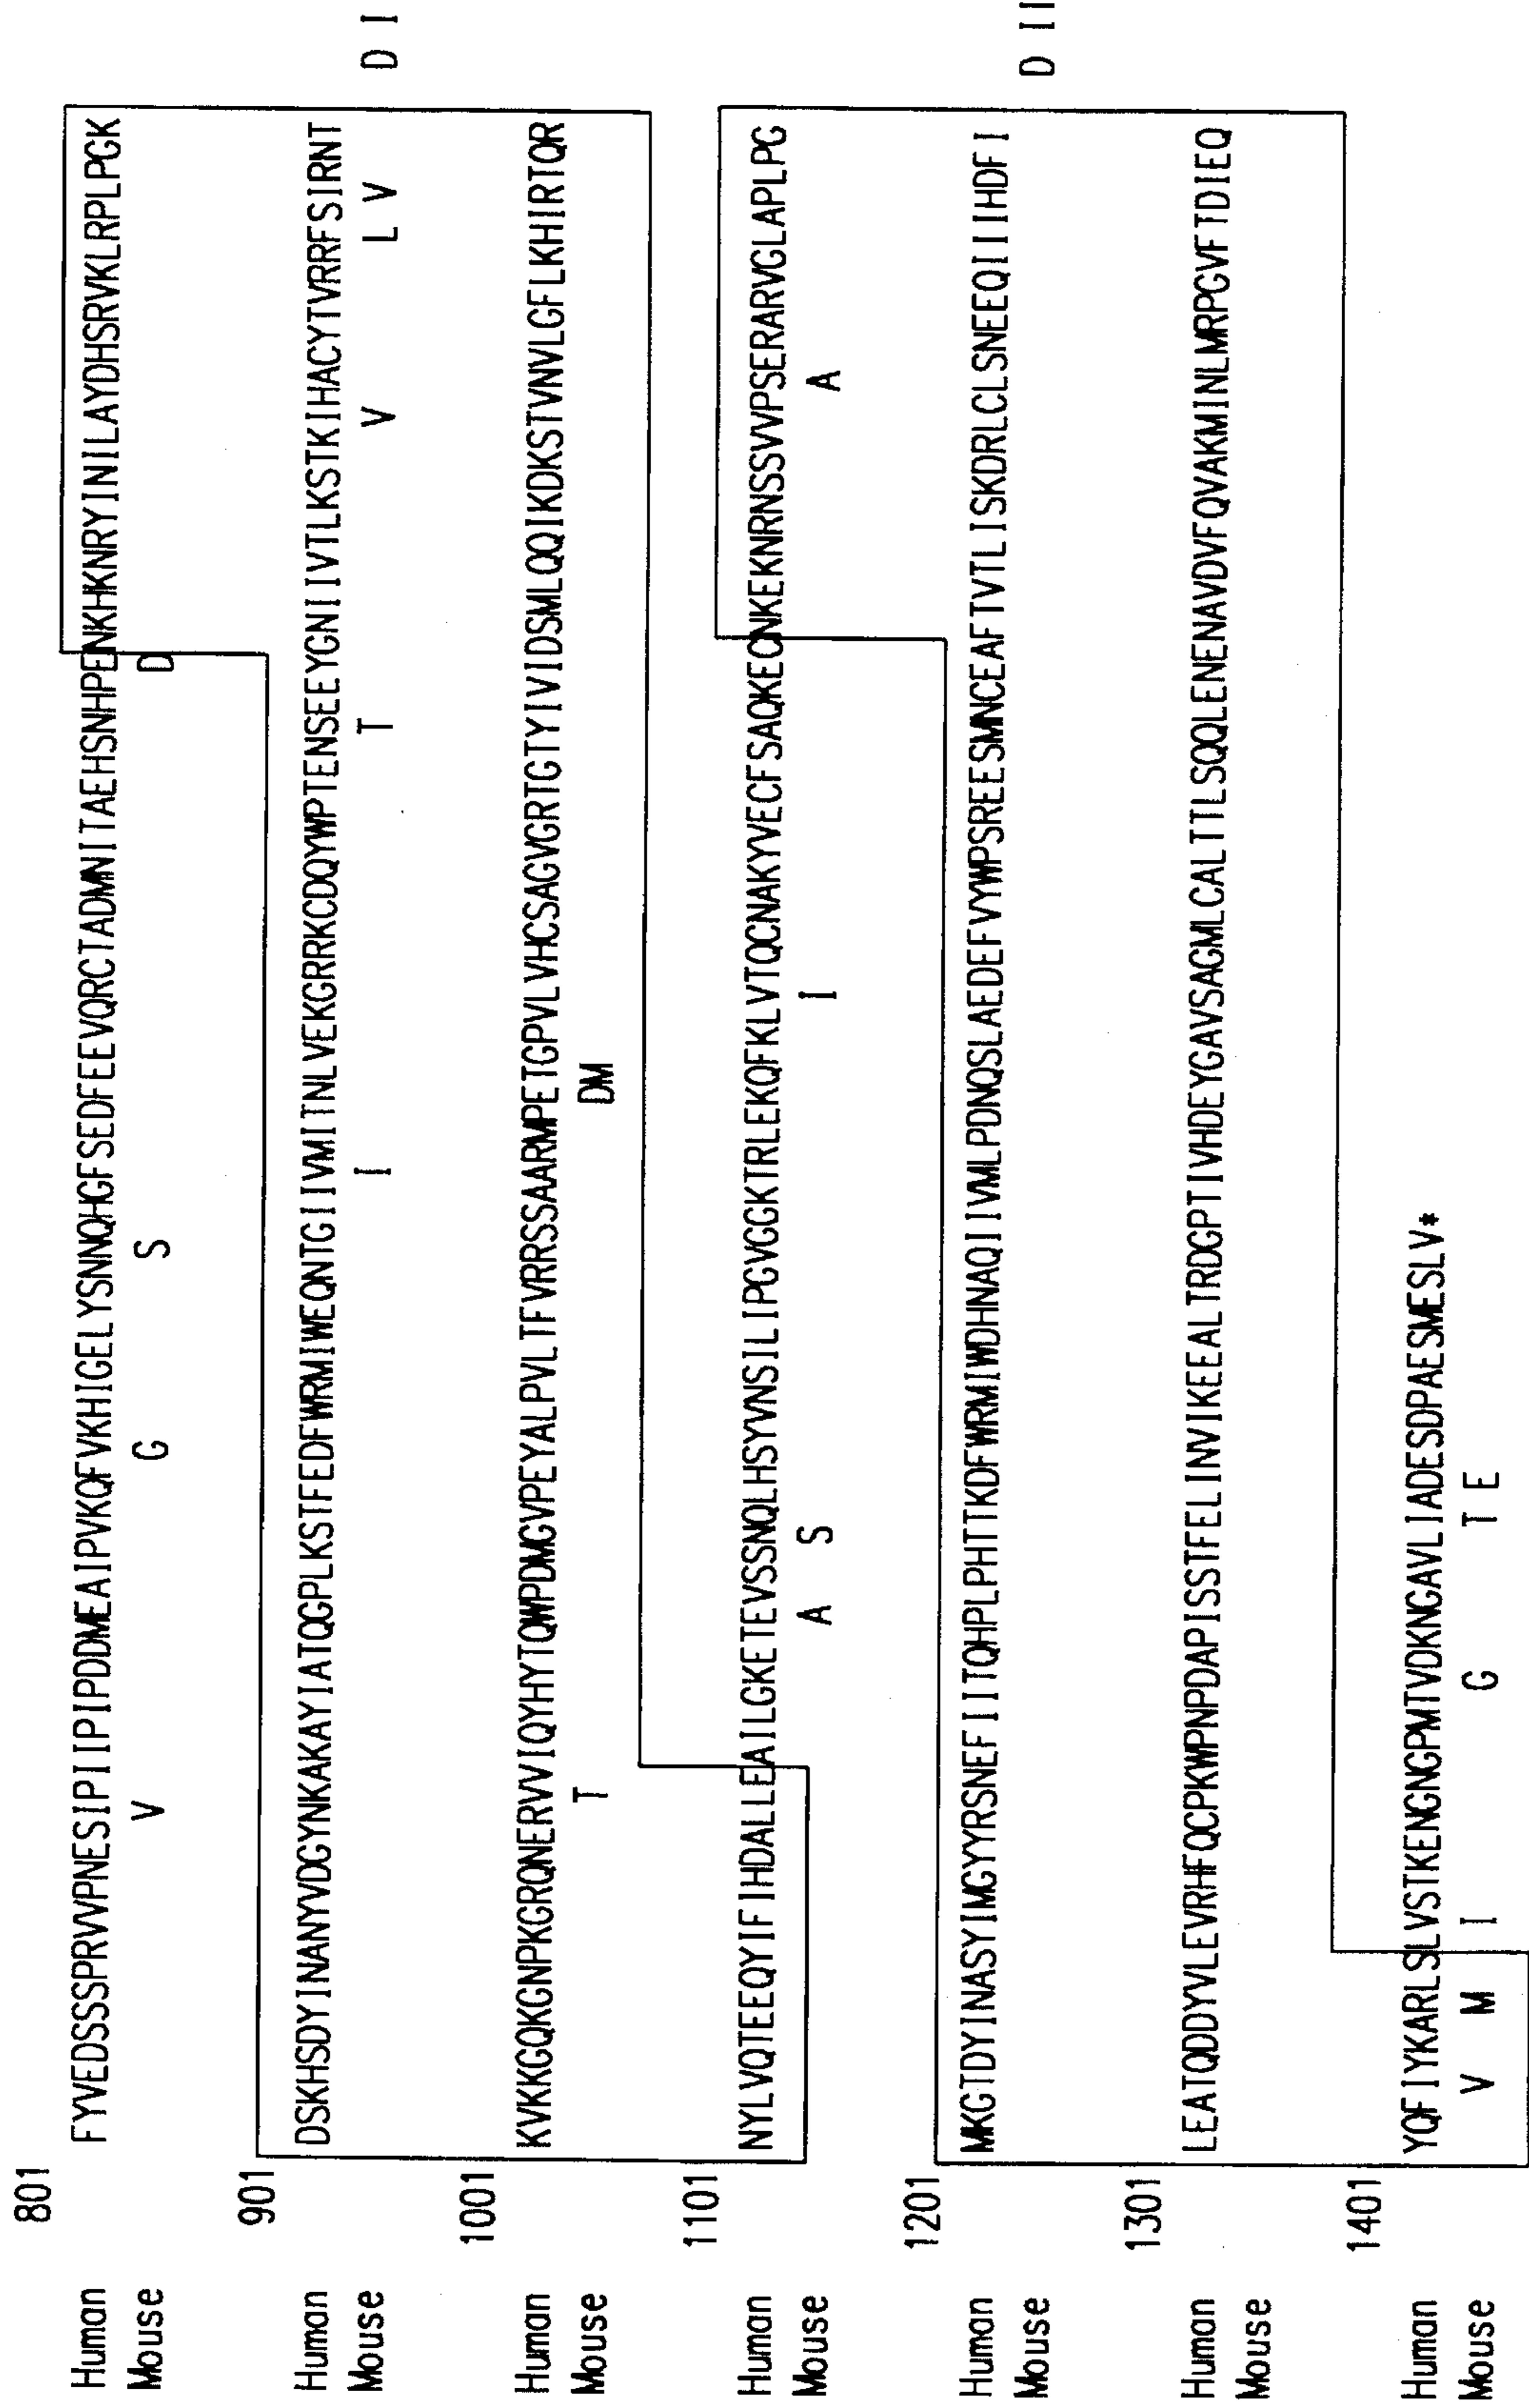 801
Human FYVEDSSSPRVVPNESIPIIPIPDDMEAIPVKQFVKHIGELYSNNQHGFSEDFEEVQRCTADMNITAEHSNHPENKHKNRYINILAYDHSRVKLRPLPGK
Mouse V G S D
901
Human DSKHSDYINANYVDGYNKAKAYIATQGPLKSTFEDFWRMIWEQNTGIIVMITNLVEKGRRKCDQYWPTENSEEYGNIIVTLKSTKIHACYTVRRFSIRNT
Mouse I T V L V
D I
1001
Human KVKKGQKGNPKGRQNERVVIQYHYTQWPDMGVPEYALPVLTFVRRSSAARMPETGPVLVHCSAGVGRTGTYIVIDSMLQQIKDKSTVNVLGFLKHIRTQR
Mouse T DM
1101
Human NYLVQTEEQYIFIHDALLEAILGKETEVSSNQLHSYVNSILIPGVGGKTRLEKQFKLVTQCNAKYVECFSAQKECNKEKNRNSSVVPSERARVGLAPLPG
Mouse A S I A
1201
Human MKGTDYINASYIMGYYRSNEFIITQHPLPHTTKDFWRMIWDHNAQIIVMLPDNQSLAEDEFVYWPSREESMNCEAFTVTLISKDRLCLSNEEQIIIHDFI
Mouse
D II
1301
Human LEATQDDYVLEVRHFQCPKWPNPDAPISSTFELINVIKEEALTRDGPTIVHDEYGAVSAGMLCALTTLSQQLENENAVDVFQVAKMINLMRPGVFTDIEQ
Mouse
1401
Human YQFIYKARLSLVSTKENGNGPMTVDKNGAVLIADESDPAESMESLV*
Mouse V M I G T E